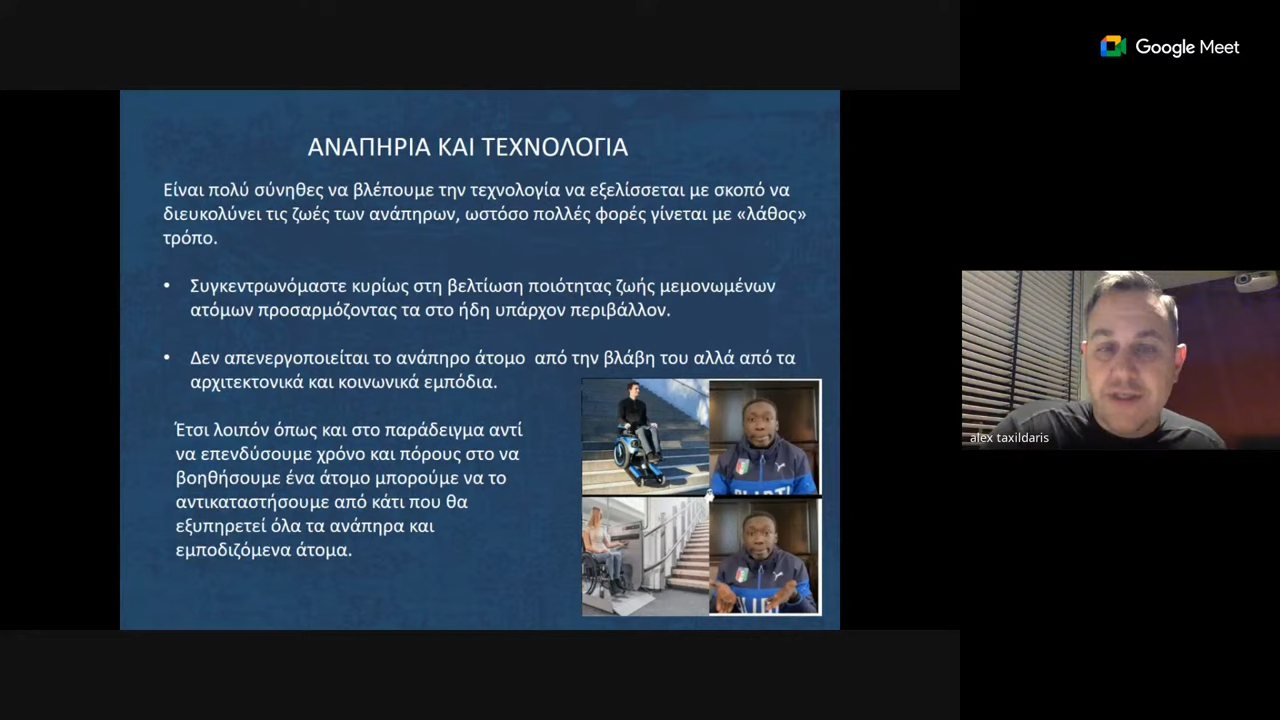 Google Meet
ΑΝΑΠΗΡΙΑ ΚΑΙ ΤΕΧΝΟΛΟΓΙΑ
Είναι πολύ σύνηθες να βλέπουμε την τεχνολογία να εξελίσσεται με σκοπό να
διευκολύνει τις ζωές των ανάπηρων, ωστόσο πολλές φορές γίνεται με «λάθος»
τρόπο.
• Συγκεντρωνόμαστε κυρίως στη βελτίωση ποιότητας ζωής μεμονωμένων
ατόμων προσαρμόζοντας τα στο ήδη υπάρχον περιβάλλον.
• Δεν απενεργοποιείται το ανάπηρο άτομο από την βλάβη του αλλά από τα
αρχιτεκτονικά και κοινωνικά εμπόδια.
Έτσι λοιπόν όπως και στο παράδειγμα αντί
να επενδύσουμε χρόνο και πόρους στο να
βοηθήσουμε ένα άτομο μπορούμε να το
αντικαταστήσουμε από κάτι που θα
εξυπηρετεί όλα τα ανάπηρα και
εμποδιζόμενα άτομα.
alex taxildaris